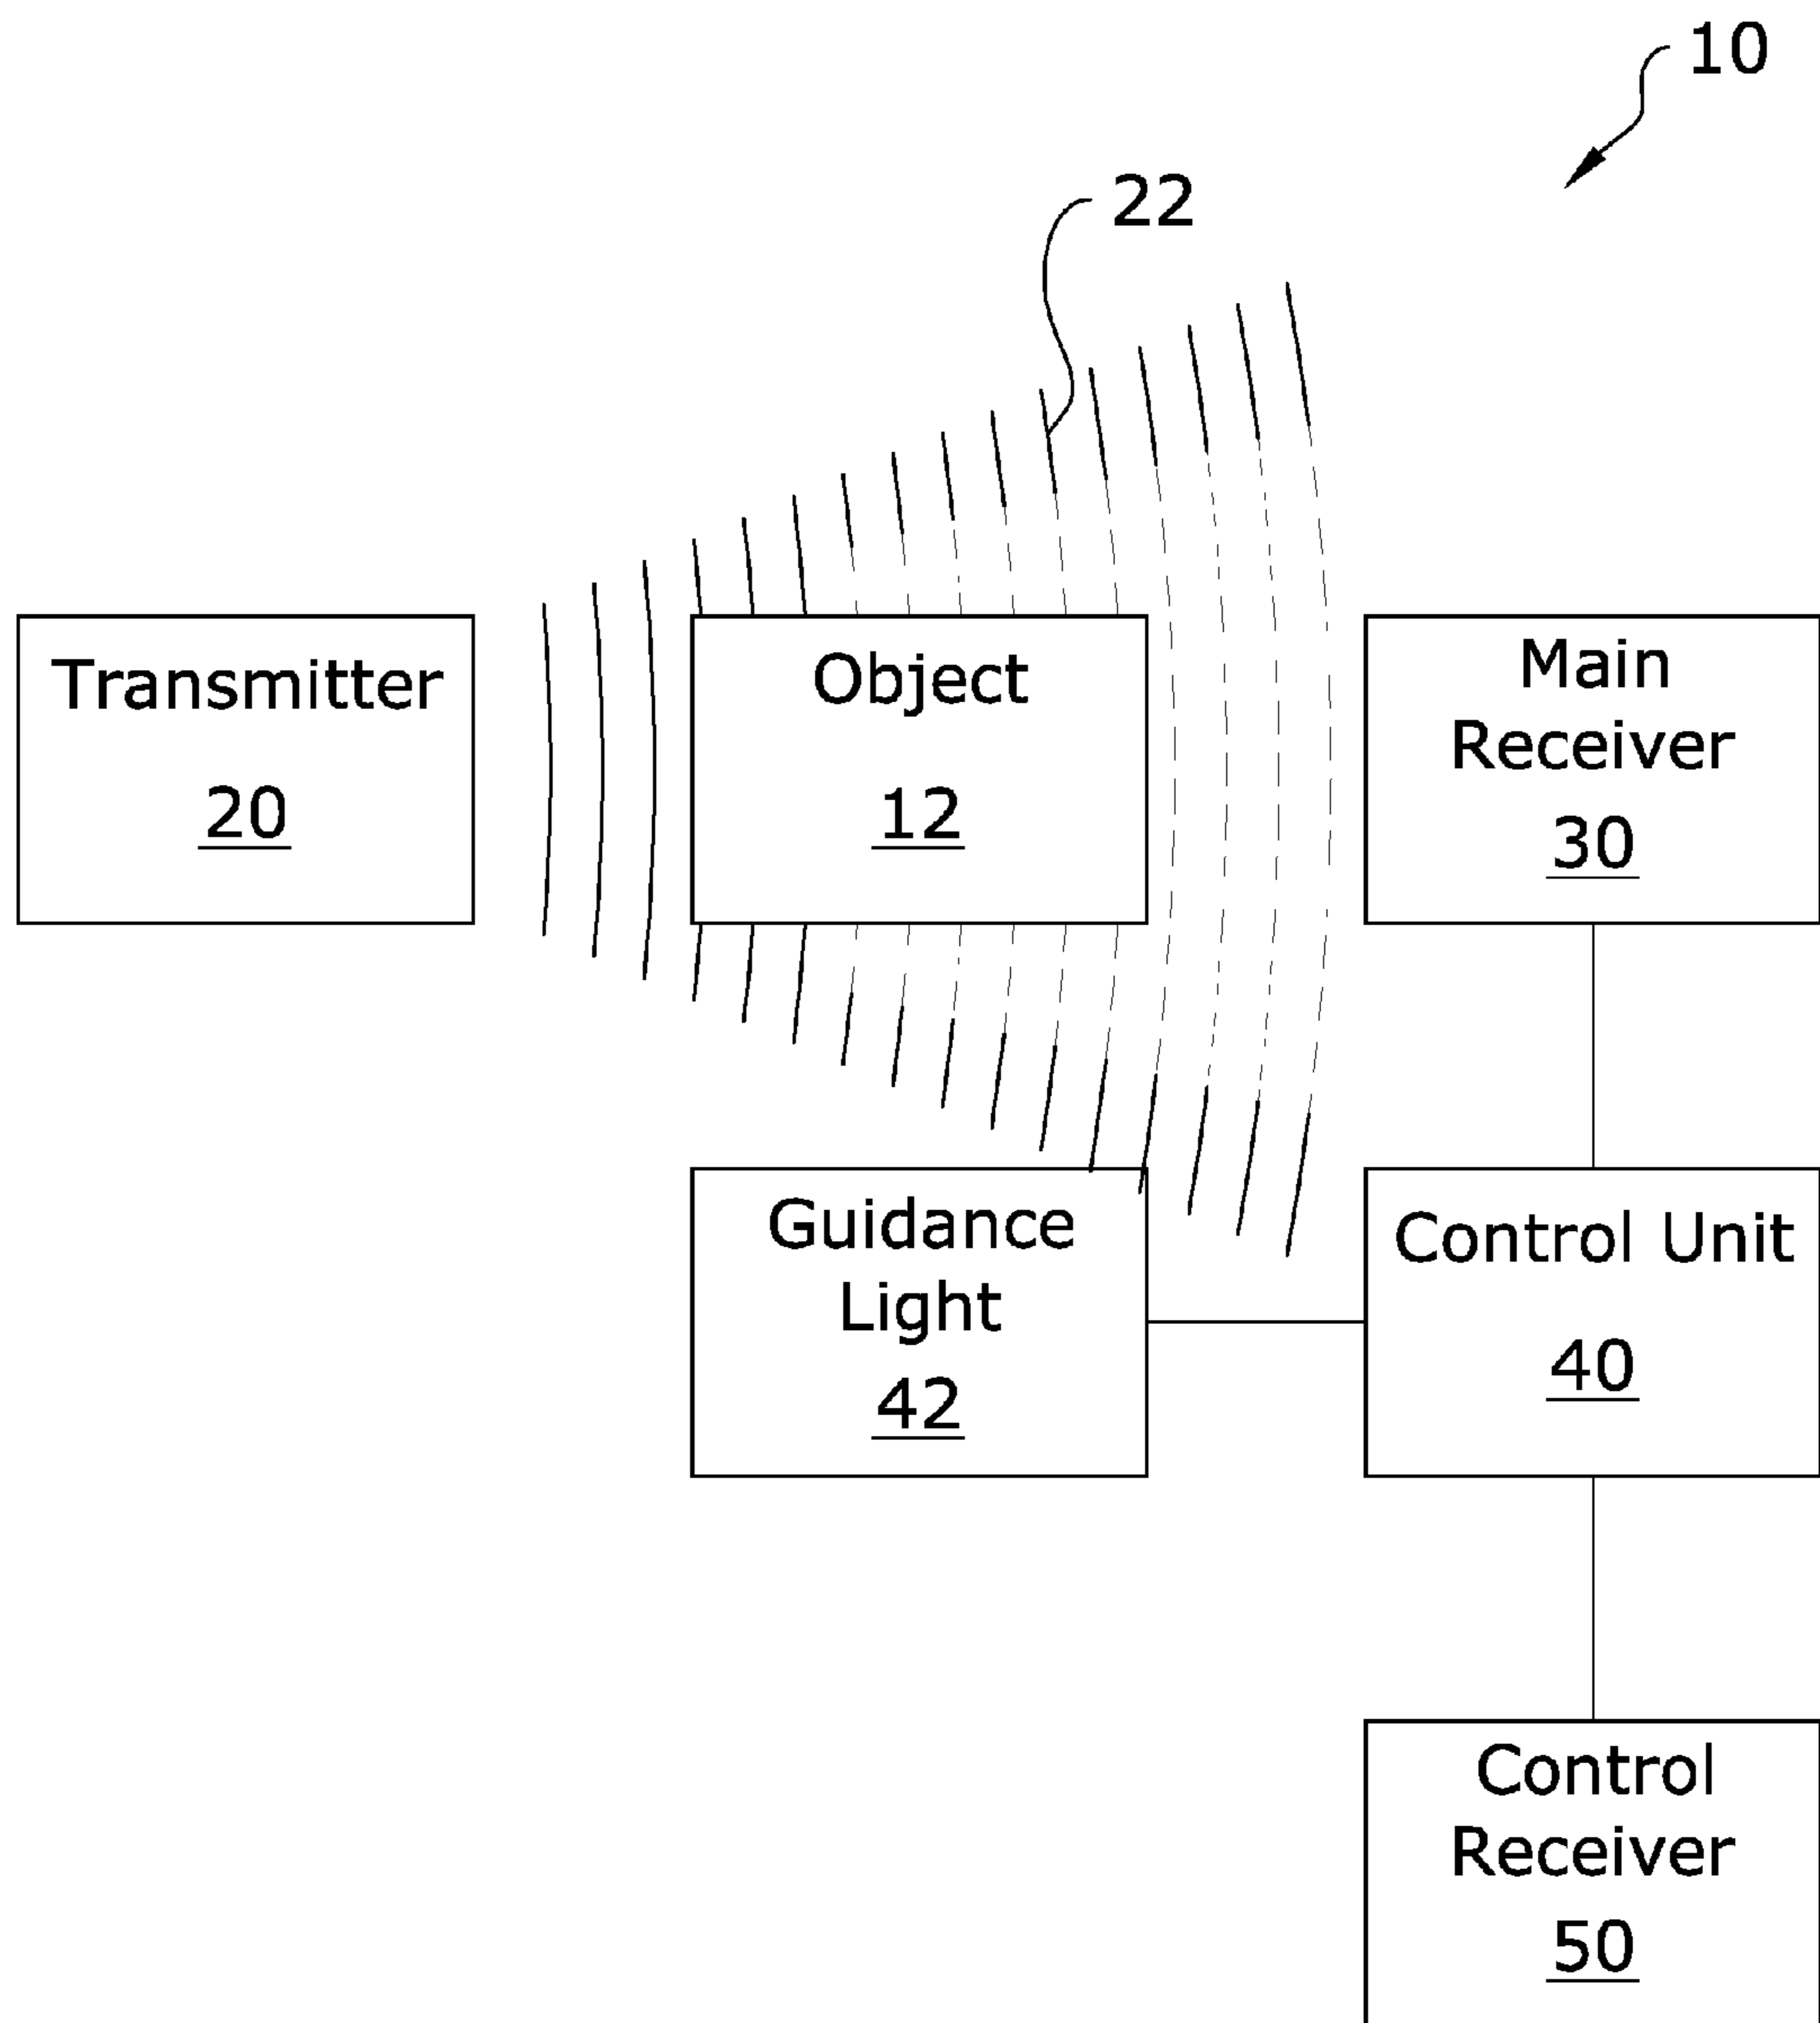 10
22
Transmitter
20
Object
12
Main
Receiver
30
Guidance
Light
42
Control Unit
40
Control
Receiver
50